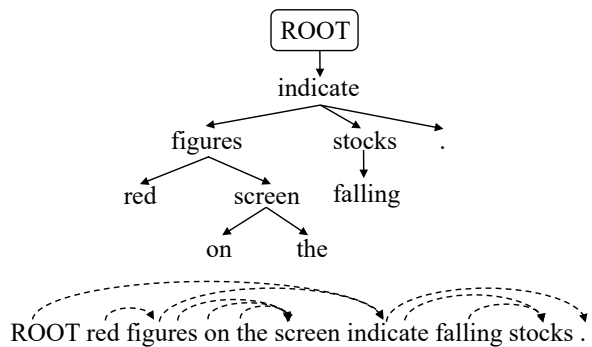 ROOT
indicate
figures stocks .
red screen falling
on the
ROOT red figures on the screen indicate falling stocks .